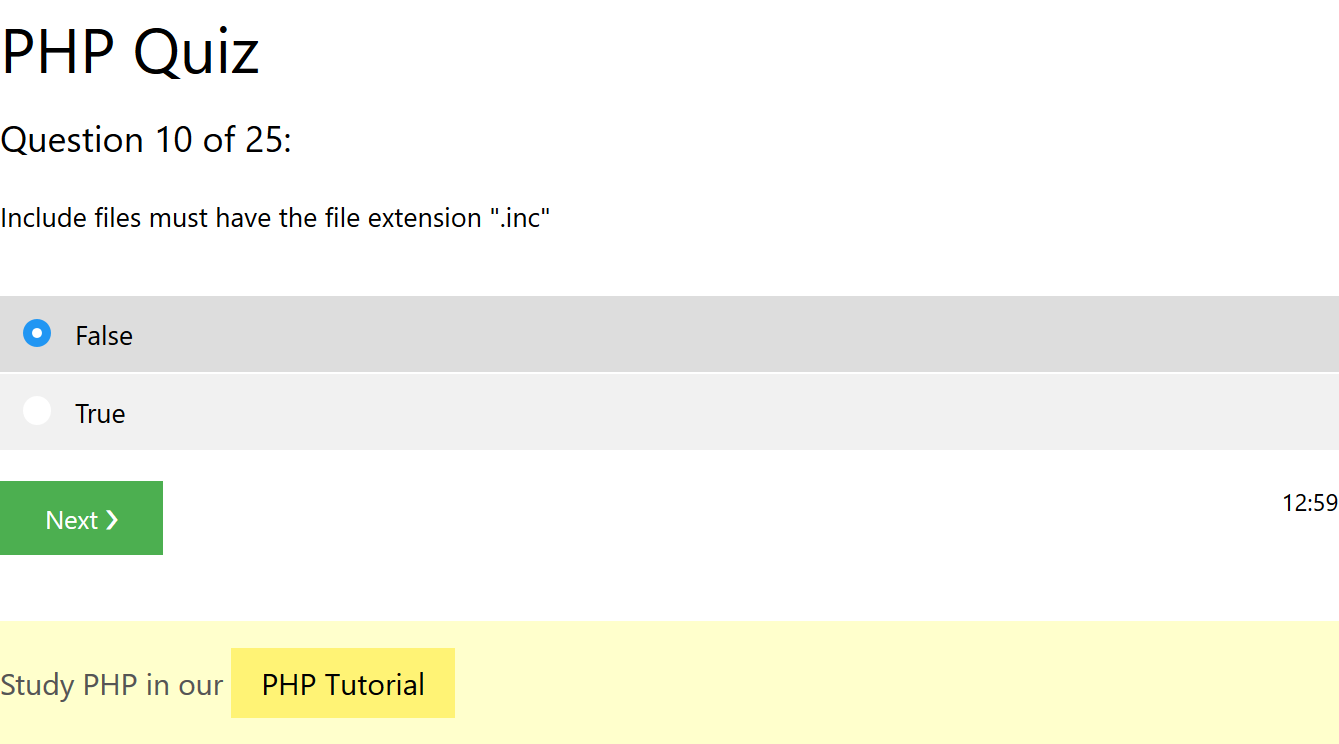 PHP Quiz
Question 10 of 25:
Include files must have the file extension ".inc"
False
True
Next ❯
12:59
Study PHP in our PHP Tutorial